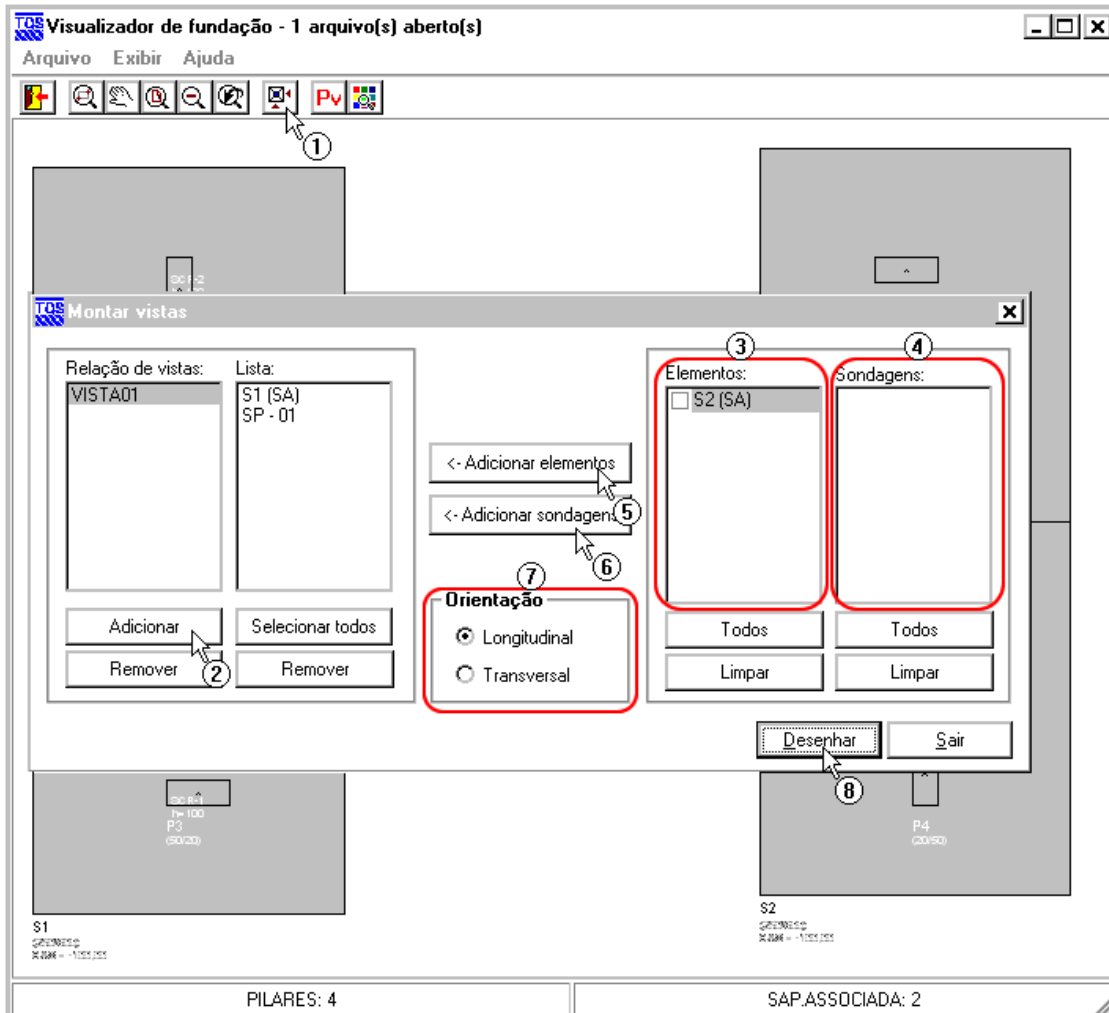 TQS Visualizador de fundação - 1 arquivo(s) aberto(s)
Arquivo Exibir Ajuda
Pv
1
TQS Montar vistas
Relação de vistas:
VISTA01
Lista:
S1 (SA)
SP - 01
Adicionar
Remover
2
Selecionar todos
Remover
<- Adicionar elementos
5
<- Adicionar sondagens
6
7
Orientação
Longitudinal
Transversal
3
Elementos:
S2 (SA)
4
Sondagens:
Todos
Limpar
Todos
Limpar
Desenhar
Sair
8
h=100
P3
(50/20)
P4
(20/50)
S1
S2
PILARES: 4
SAP.ASSOCIADA: 2